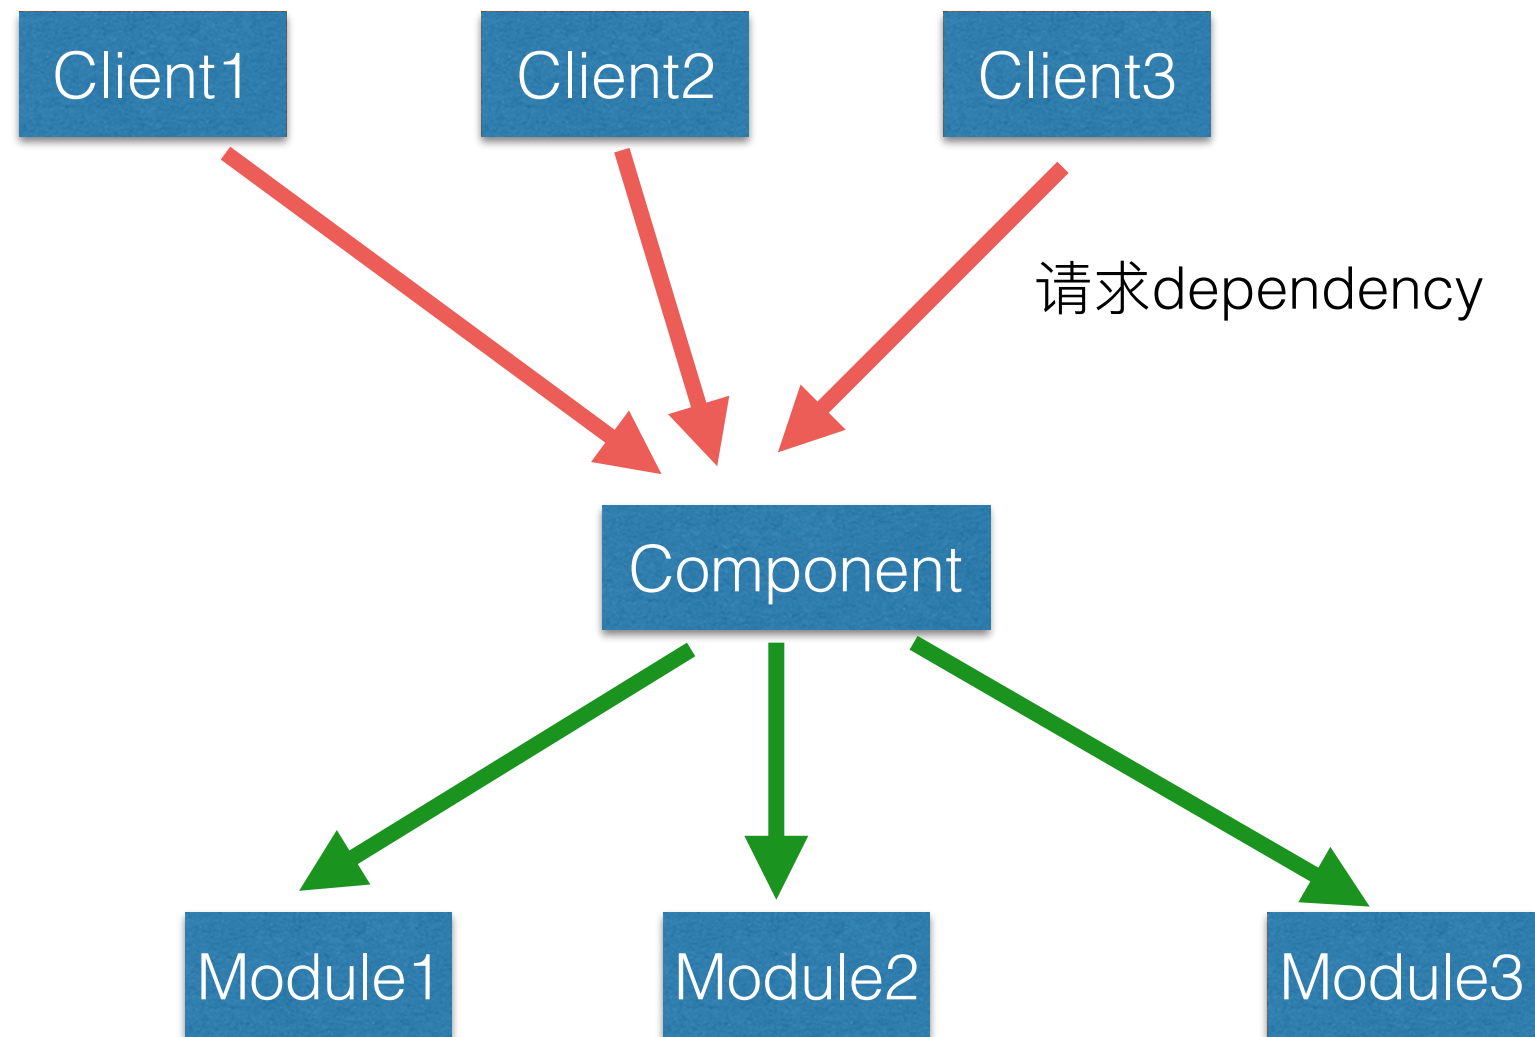 Client1
Client2
Client3
请求dependency
Component
Module1
Module2
Module3